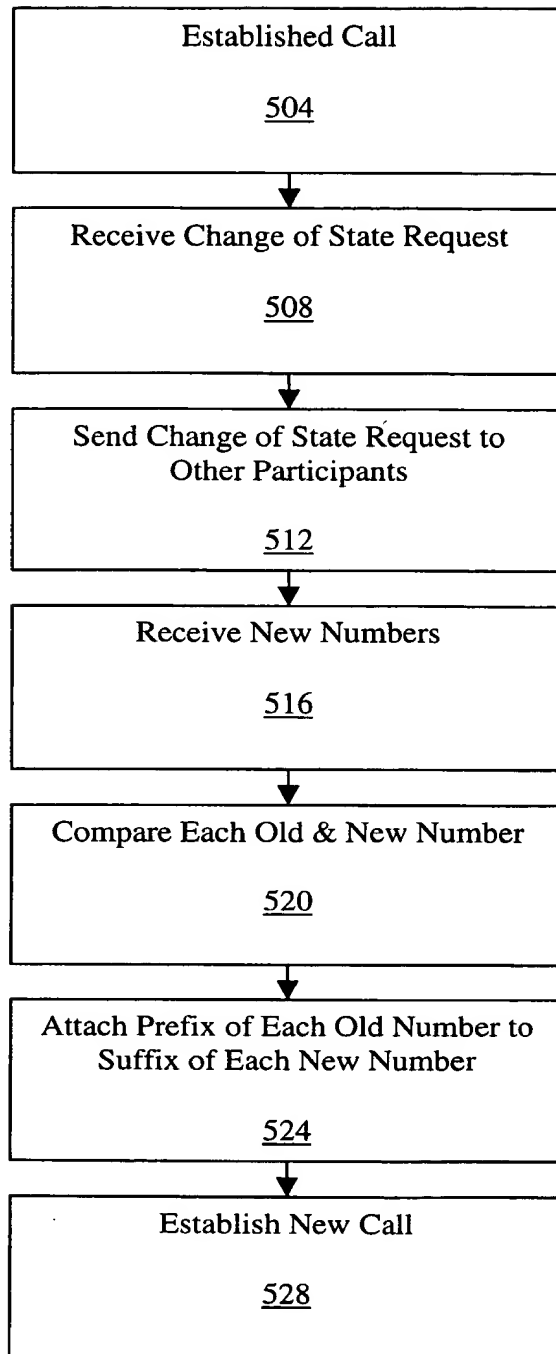 Established Call
504
Receive Change of State Request
508
Send Change of State Request to
Other Participants
512
Receive New Numbers
516
Compare Each Old & New Number
520
Attach Prefix of Each Old Number to
Suffix of Each New Number
524
Establish New Call
528